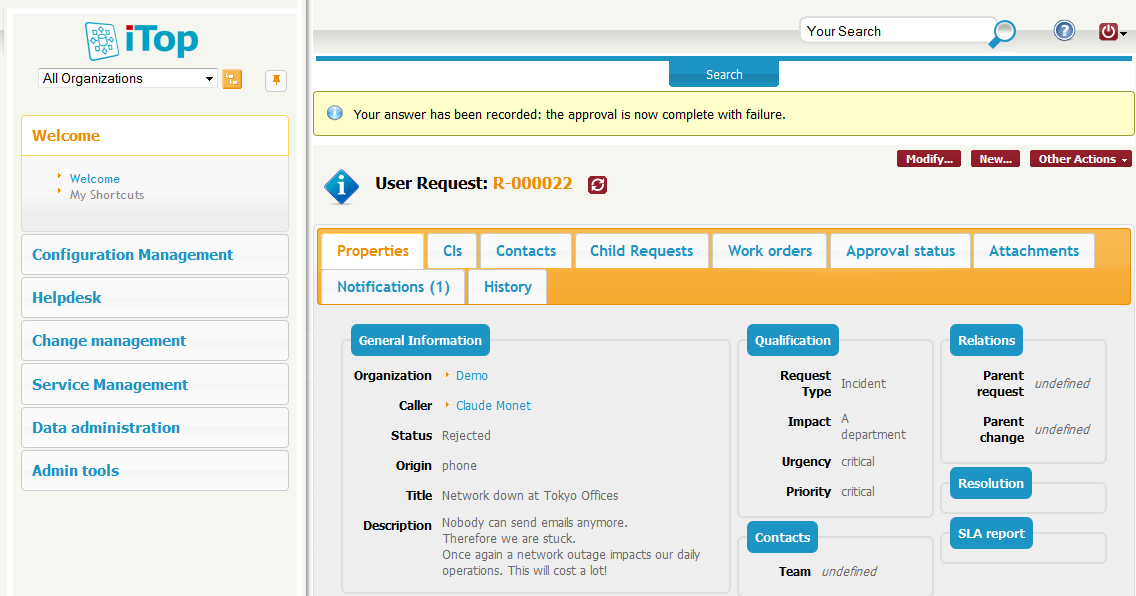 iTop
All Organizations
Welcome
Welcome
My Shortcuts
Configuration Management
Helpdesk
Change management
Service Management
Data administration
Admin tools
Your Search
?
Search
Your answer has been recorded: the approval is now complete with failure.
Modify...
New...
Other Actions
User Request: R-000022
Properties
CIs
Contacts
Child Requests
Work orders
Approval status
Attachments
Notifications (1)
History
General Information
Organization Demo
Caller Claude Monet
Status Rejected
Origin phone
Title Network down at Tokyo Offices
Description Nobody can send emails anymore.
Therefore we are stuck.
Once again a network outage impacts our daily
operations. This will cost a lot!
Qualification
Request
Type
Incident
Impact A
department
Urgency critical
Priority critical
Contacts
Team undefined
Relations
Parent
request
undefined
Parent
change
undefined
Resolution
SLA report